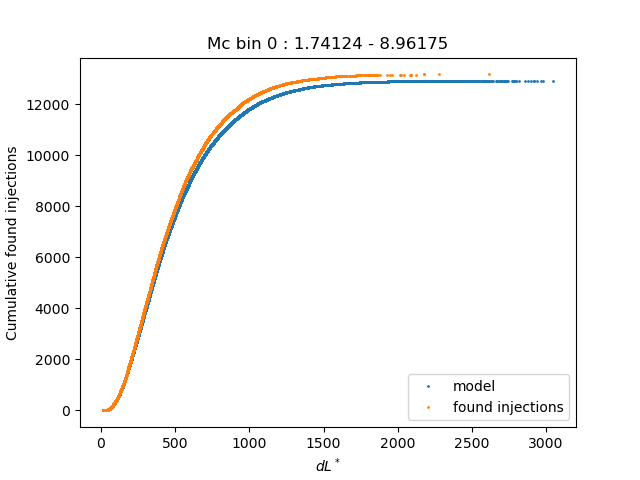 Mc bin 0 : 1.74124 - 8.96175
Cumulative found injections
12000
10000
8000
6000
4000
2000
0
0 500 1000 1500 2000 2500 3000
dL*
model
found injections